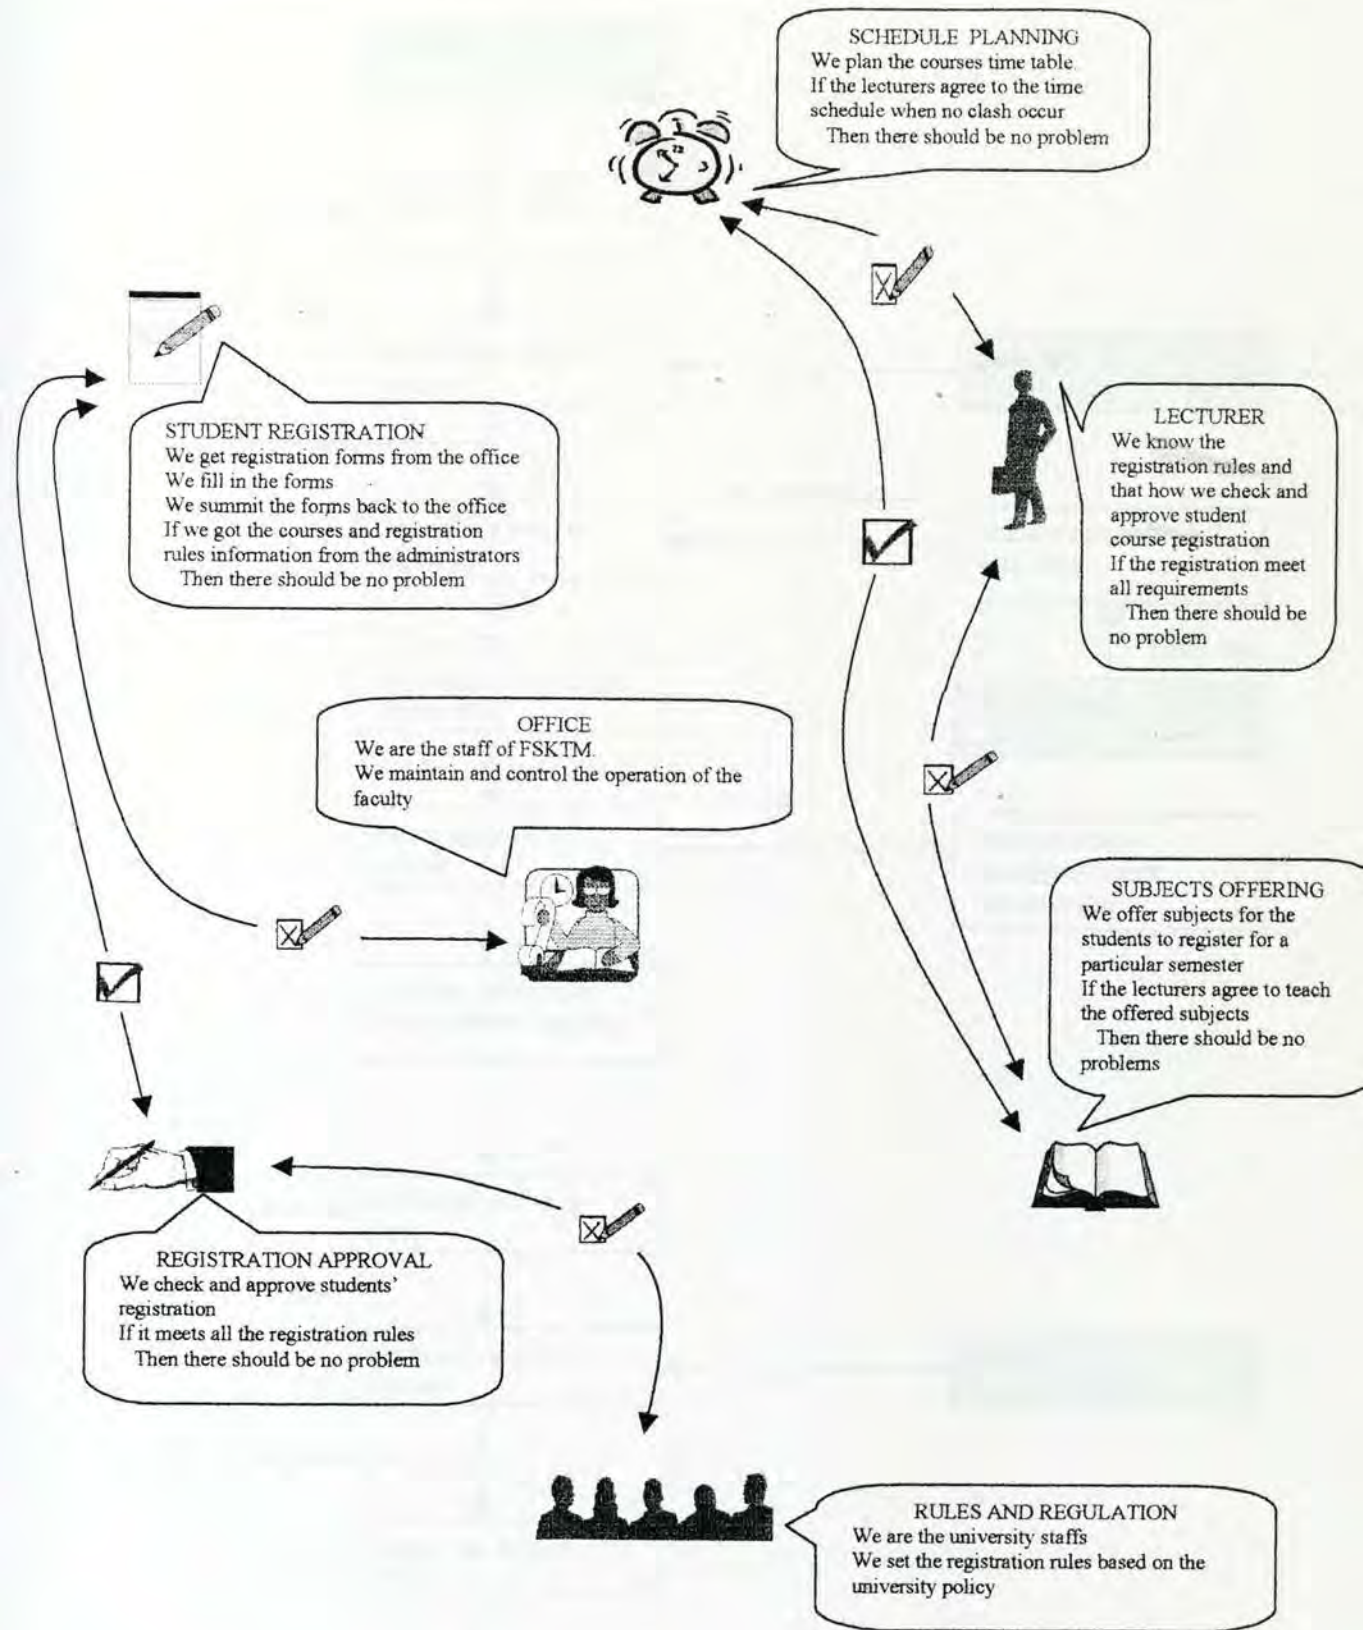 SCHEDULE PLANNING
We plan the courses time table.
If the lecturers agree to the time
schedule when no clash occur
Then there should be no problem
12
3
STUDENT REGISTRATION
We get registration forms from the office
We fill in the forms
We summit the forms back to the office
If we got the courses and registration
rules information from the administrators
Then there should be no problem
LECTURER
We know the
registration rules and
that how we check and
approve student
course registration
If the registration meet
all requirements
Then there should be
no problem
OFFICE
We are the staff of FSKTM.
We maintain and control the operation of the
faculty
SUBJECTS OFFERING
We offer subjects for the
students to register for a
particular semester
If the lecturers agree to teach
the offered subjects
Then there should be no
problems
REGISTRATION APPROVAL
We check and approve students'
registration
If it meets all the registration rules
Then there should be no problem
RULES AND REGULATION
We are the university staffs
We set the registration rules based on the
university policy